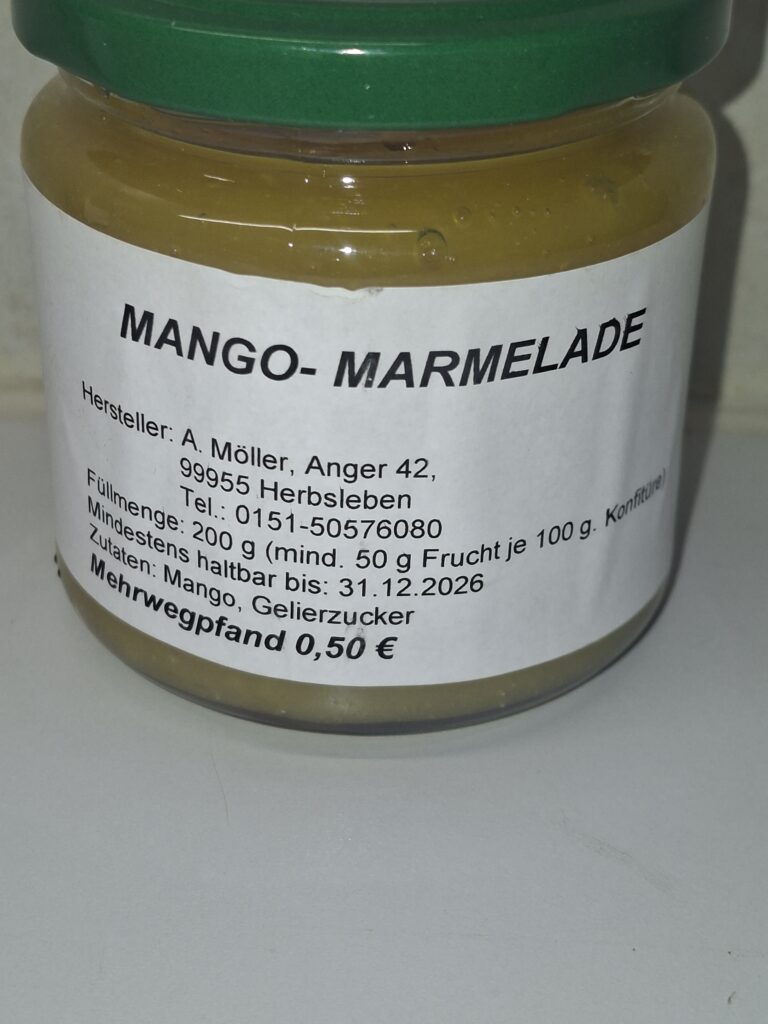 MANGO- MARMELADE
Hersteller: A. Möller, Anger 42,
99955 Herbsleben
Tel.: 0151-50576080
Füllmenge: 200 g (mind. 50 g Frucht je 100 g. Konfitüre)
Mindestens haltbar bis: 31.12.2026
Zutaten: Mango, Gelierzucker
Mehrwegpfand 0,50 €